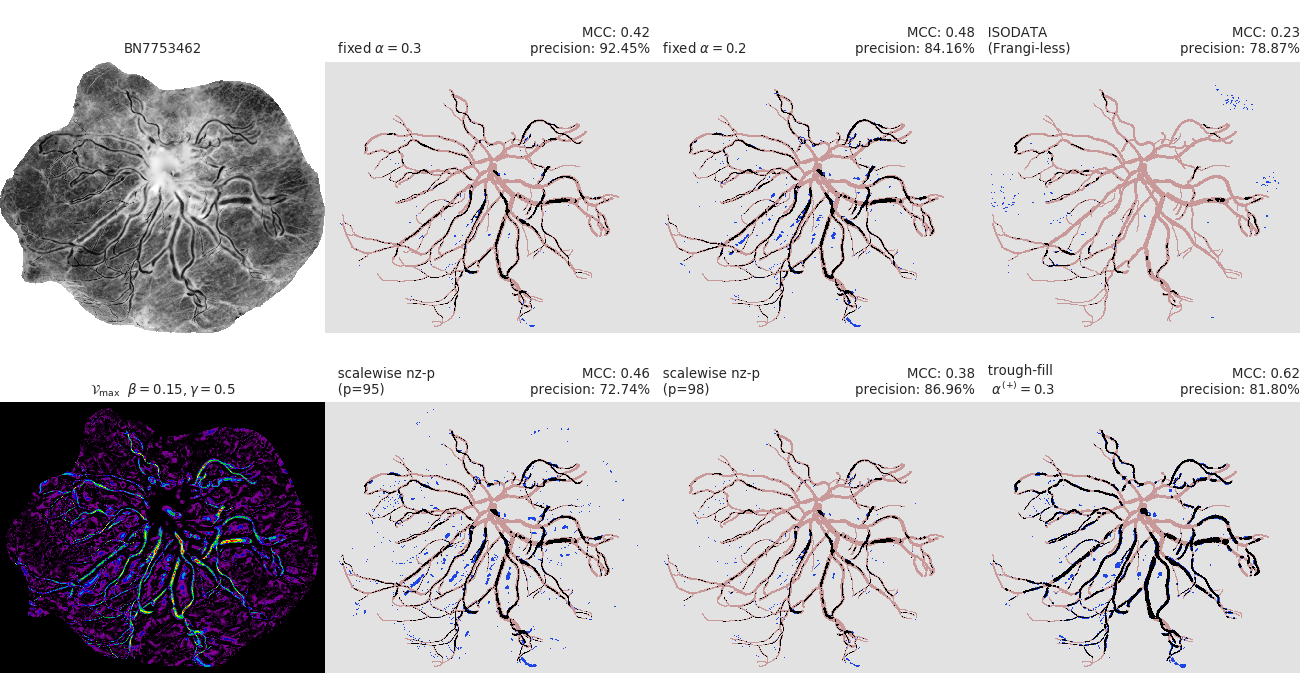 BN7753462
fixed α = 0.3
MCC: 0.42
precision: 92.45%
fixed α = 0.2
MCC: 0.48
precision: 84.16%
ISODATA
(Frangi-less)
MCC: 0.23
precision: 78.87%
𝒱max β = 0.15, γ = 0.5
scalewise nz-p
(p=95)
MCC: 0.46
precision: 72.74%
scalewise nz-p
(p=98)
MCC: 0.38
precision: 86.96%
trough-fill
α(+) = 0.3
MCC: 0.62
precision: 81.80%